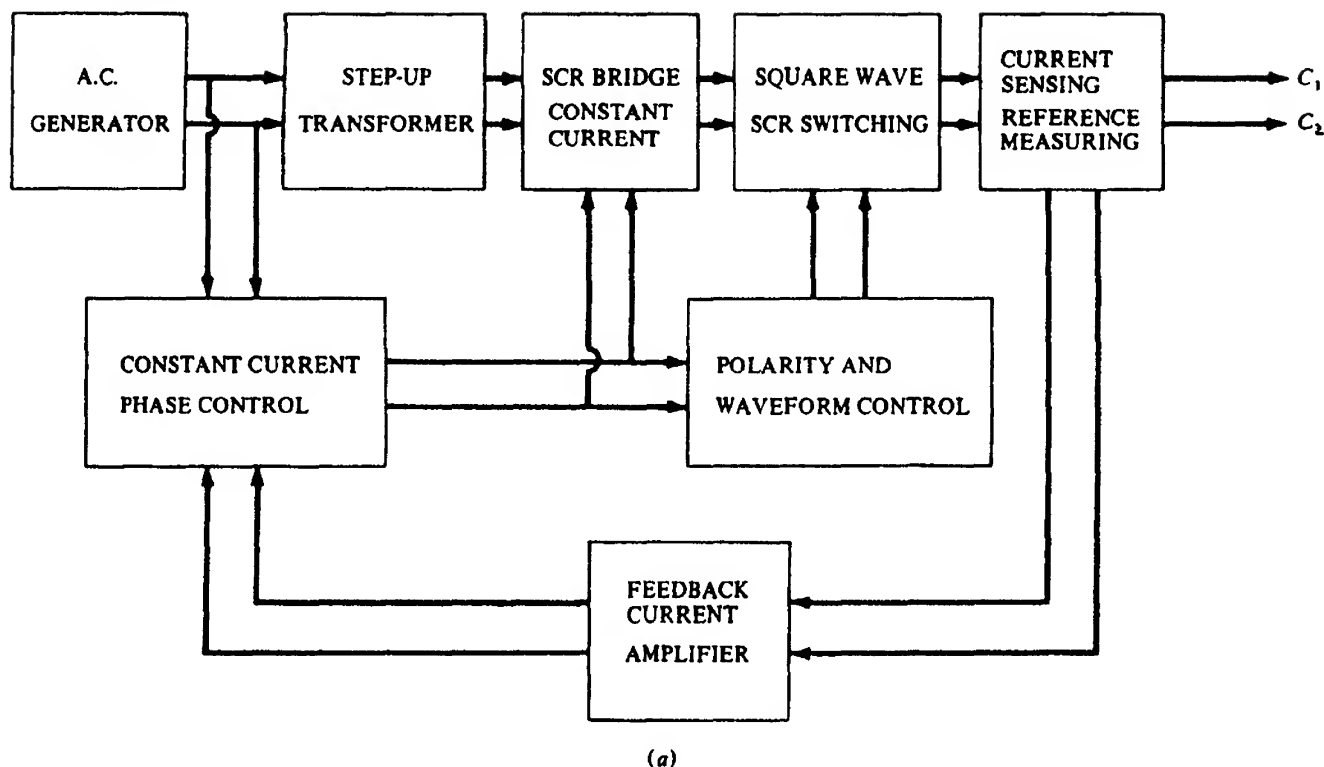 A.C.
GENERATOR
STEP-UP
TRANSFORMER
SCR BRIDGE
CONSTANT
CURRENT
SQUARE WAVE
SCR SWITCHING
CURRENT
SENSING
REFERENCE
MEASURING
C₁
C₂
CONSTANT CURRENT
PHASE CONTROL
POLARITY AND
WAVEFORM CONTROL
FEEDBACK
CURRENT
AMPLIFIER
(a)